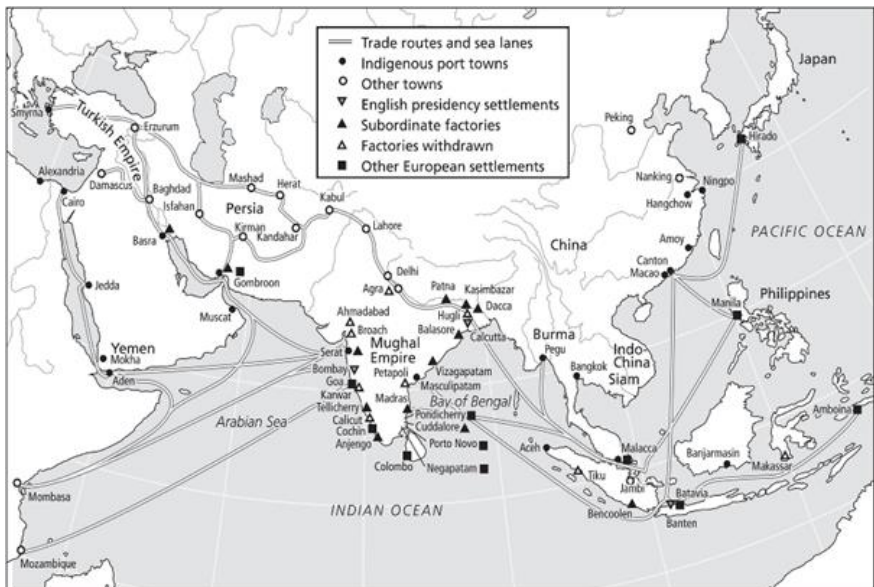 Trade routes and sea lanes
Indigenous port towns
Other towns
English presidency settlements
Subordinate factories
Factories withdrawn
Other European settlements
Japan
Hirado
Peking
Nanking
Ningpo
Hangchow
China
PACIFIC OCEAN
Amoy
Canton
Macao
Manila
Philippines
Smyrna
Turkish Empire
Erzurum
Alexandria
Cairo
Damascus
Baghdad
Mashad
Herat
Isfahan
Persia
Kabul
Kirman
Kandahar
Lahore
Basra
Gombroon
Delhi
Agra
Patna
Kasimbazar
Dacca
Jedda
Muscat
Ahmadabad
Broach
Hugli
Balasore
Calcutta
Burma
Pegu
Indo-
China
Siam
Bangkok
Yemen
Mokha
Aden
Serat
Mughal
Empire
Bombay
Petapoli
Vizagapatam
Masculipatam
Goa
Karwar
Madras
Bay of Bengal
Arabian Sea
Tellicherry
Calicut
Cochin
Anjengo
Pondicherry
Cuddalore
Porto Novo
Negapatam
Colombo
Aceh
Malacca
Tiku
Jambi
Banjarmasin
Makassar
Amboina
Mombasa
INDIAN OCEAN
Bencoolen
Batavia
Banten
Mozambique